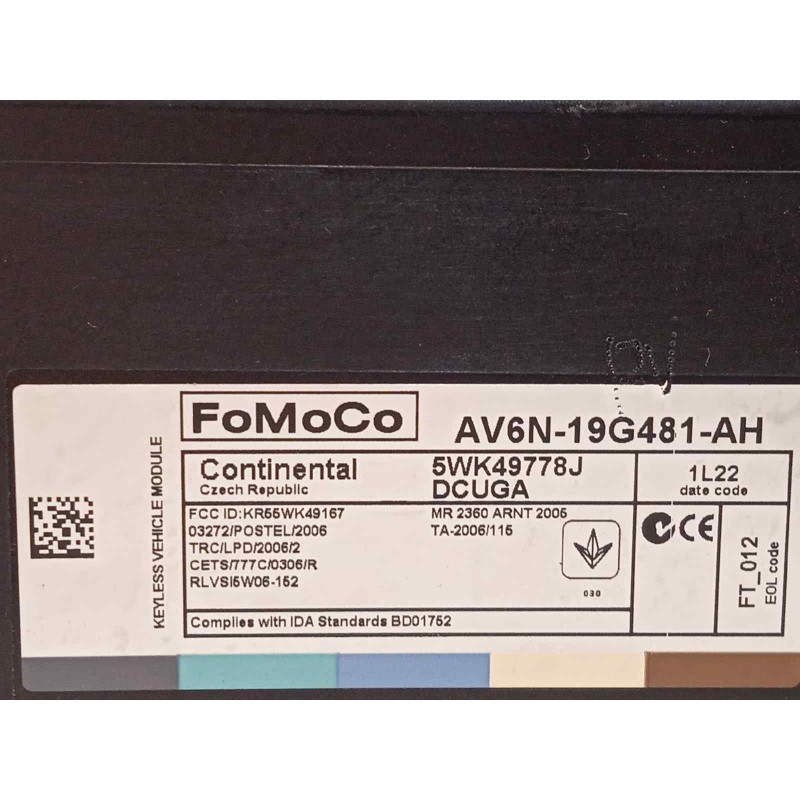 FoMoCo
AV6N-19G481-AH
KEYLESS VEHICLE MODULE
Continental
Czech Republic
5WK49778J
DCUGA
1L22
date code
FCC ID:KR55WK49167
03272/POSTEL/2006
TRC/LPD/2006/2
CETS/777C/0306/R
RLVSI5W06-152
MR 2360 ARNT 2005
TA-2006/115
030
CE
FT_012
EOL code
Complies with IDA Standards BD01752